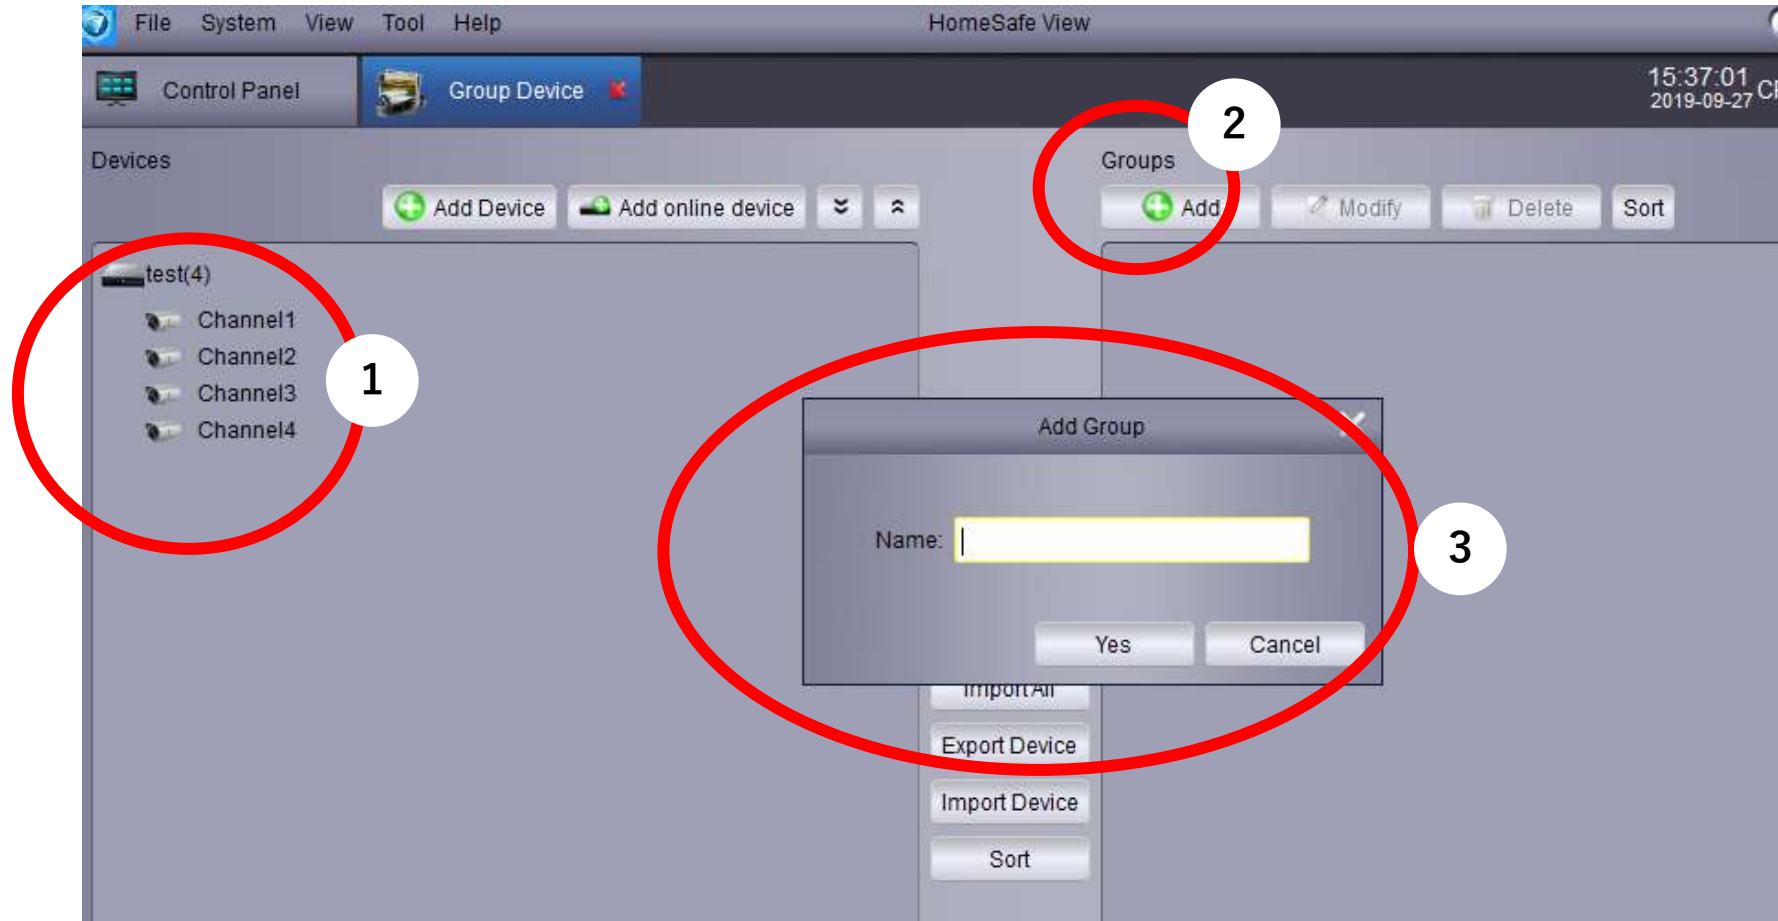 File System View Tool Help HomeSafe View
Control Panel Group Device 15:37:01
2019-09-27
2
Devices Groups
Add Device Add online device Add Modify Delete Sort
test(4)
Channel1
Channel2
Channel3
Channel4
1
Add Group
Name:
3
Yes Cancel
Import All
Export Device
Import Device
Sort